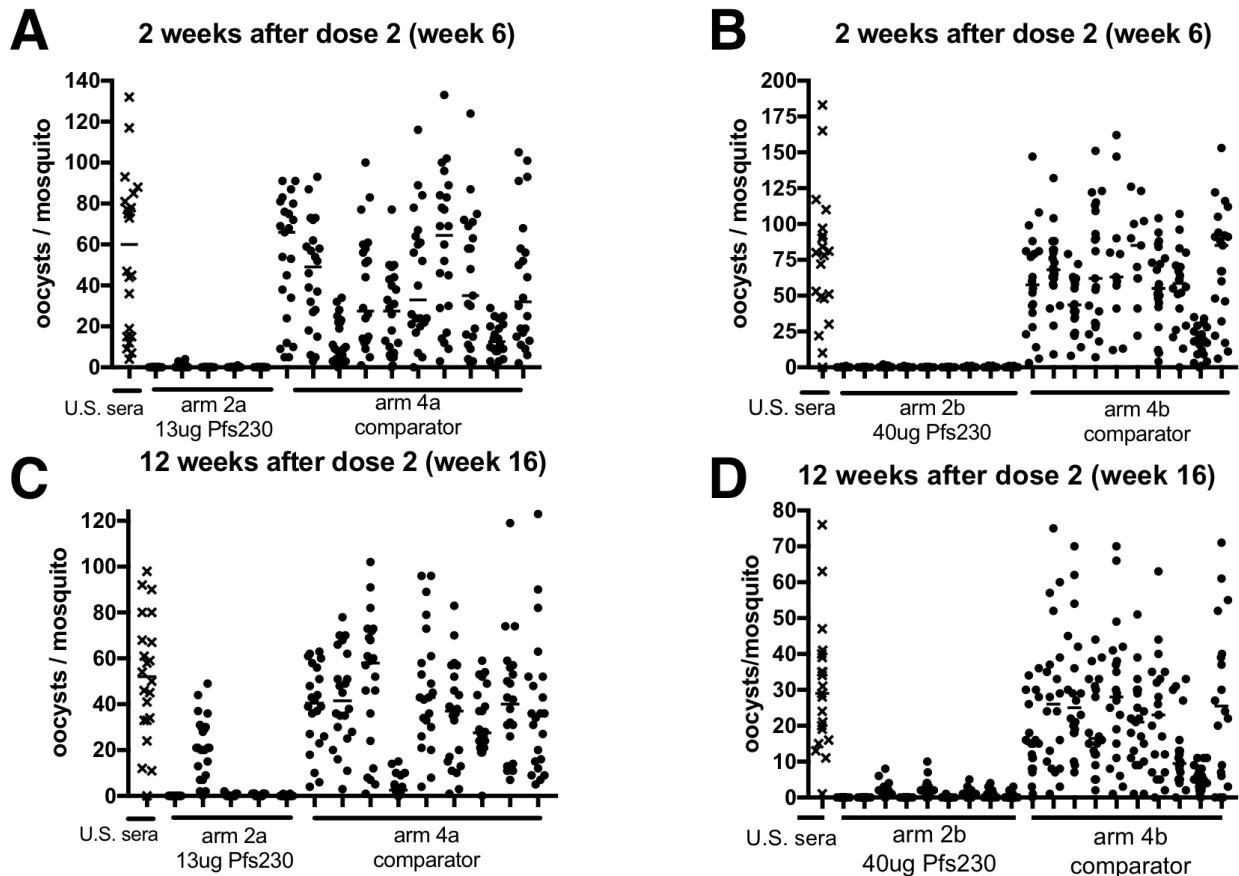 A
2 weeks after dose 2 (week 6)
oocysts / mosquito
140
120
100
80
60
40
20
0
U.S. sera
arm 2a
13ug Pfs230
arm 4a
comparator
B
2 weeks after dose 2 (week 6)
oocysts / mosquito
200
175
150
125
100
75
50
25
0
U.S. sera
arm 2b
40ug Pfs230
arm 4b
comparator
C
12 weeks after dose 2 (week 16)
oocysts / mosquito
120
100
80
60
40
20
0
U.S. sera
arm 2a
13ug Pfs230
arm 4a
comparator
D
12 weeks after dose 2 (week 16)
oocysts/mosquito
80
70
60
50
40
30
20
10
0
U.S. sera
arm 2b
40ug Pfs230
arm 4b
comparator